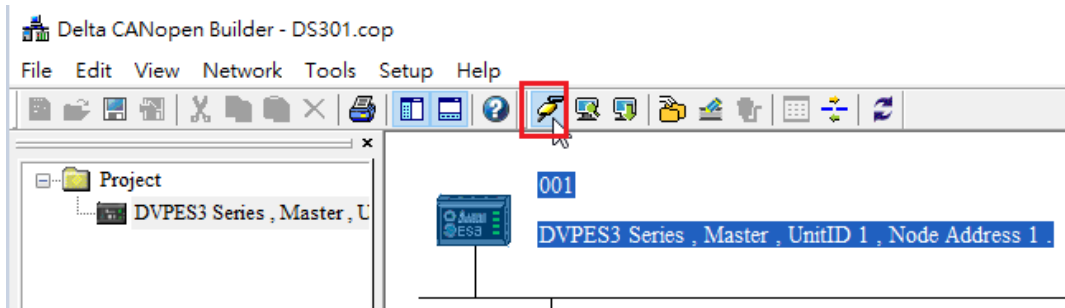 Delta CANopen Builder - DS301.cop
File Edit View Network Tools Setup Help
Project
DVPES3 Series , Master , U
001
DVPES3 Series , Master , UnitID 1 , Node Address 1 .
ES3